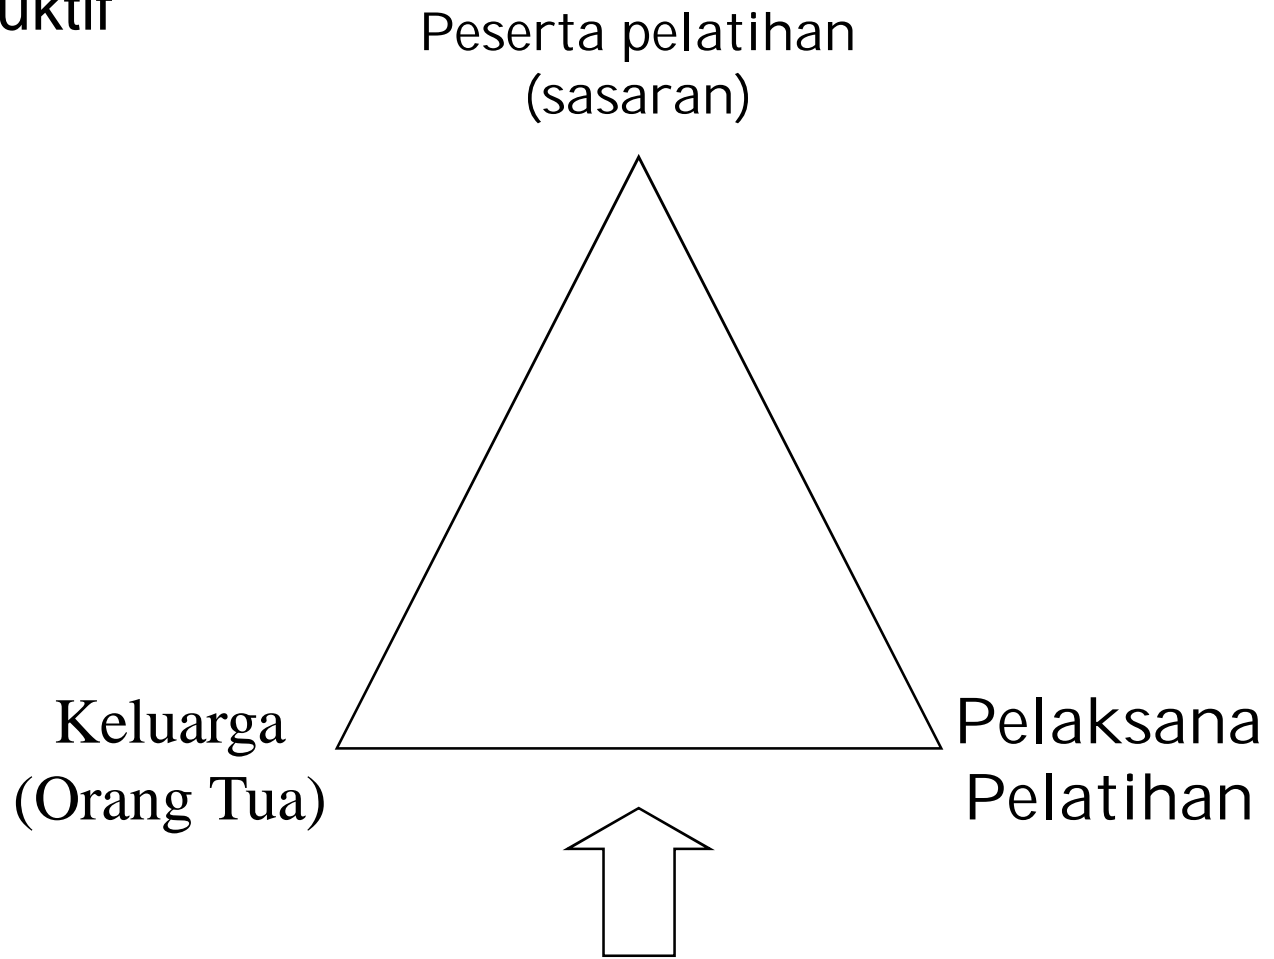 uktif
Peserta pelatihan
(sasaran)
Keluarga
(Orang Tua)
Pelaksana
Pelatihan